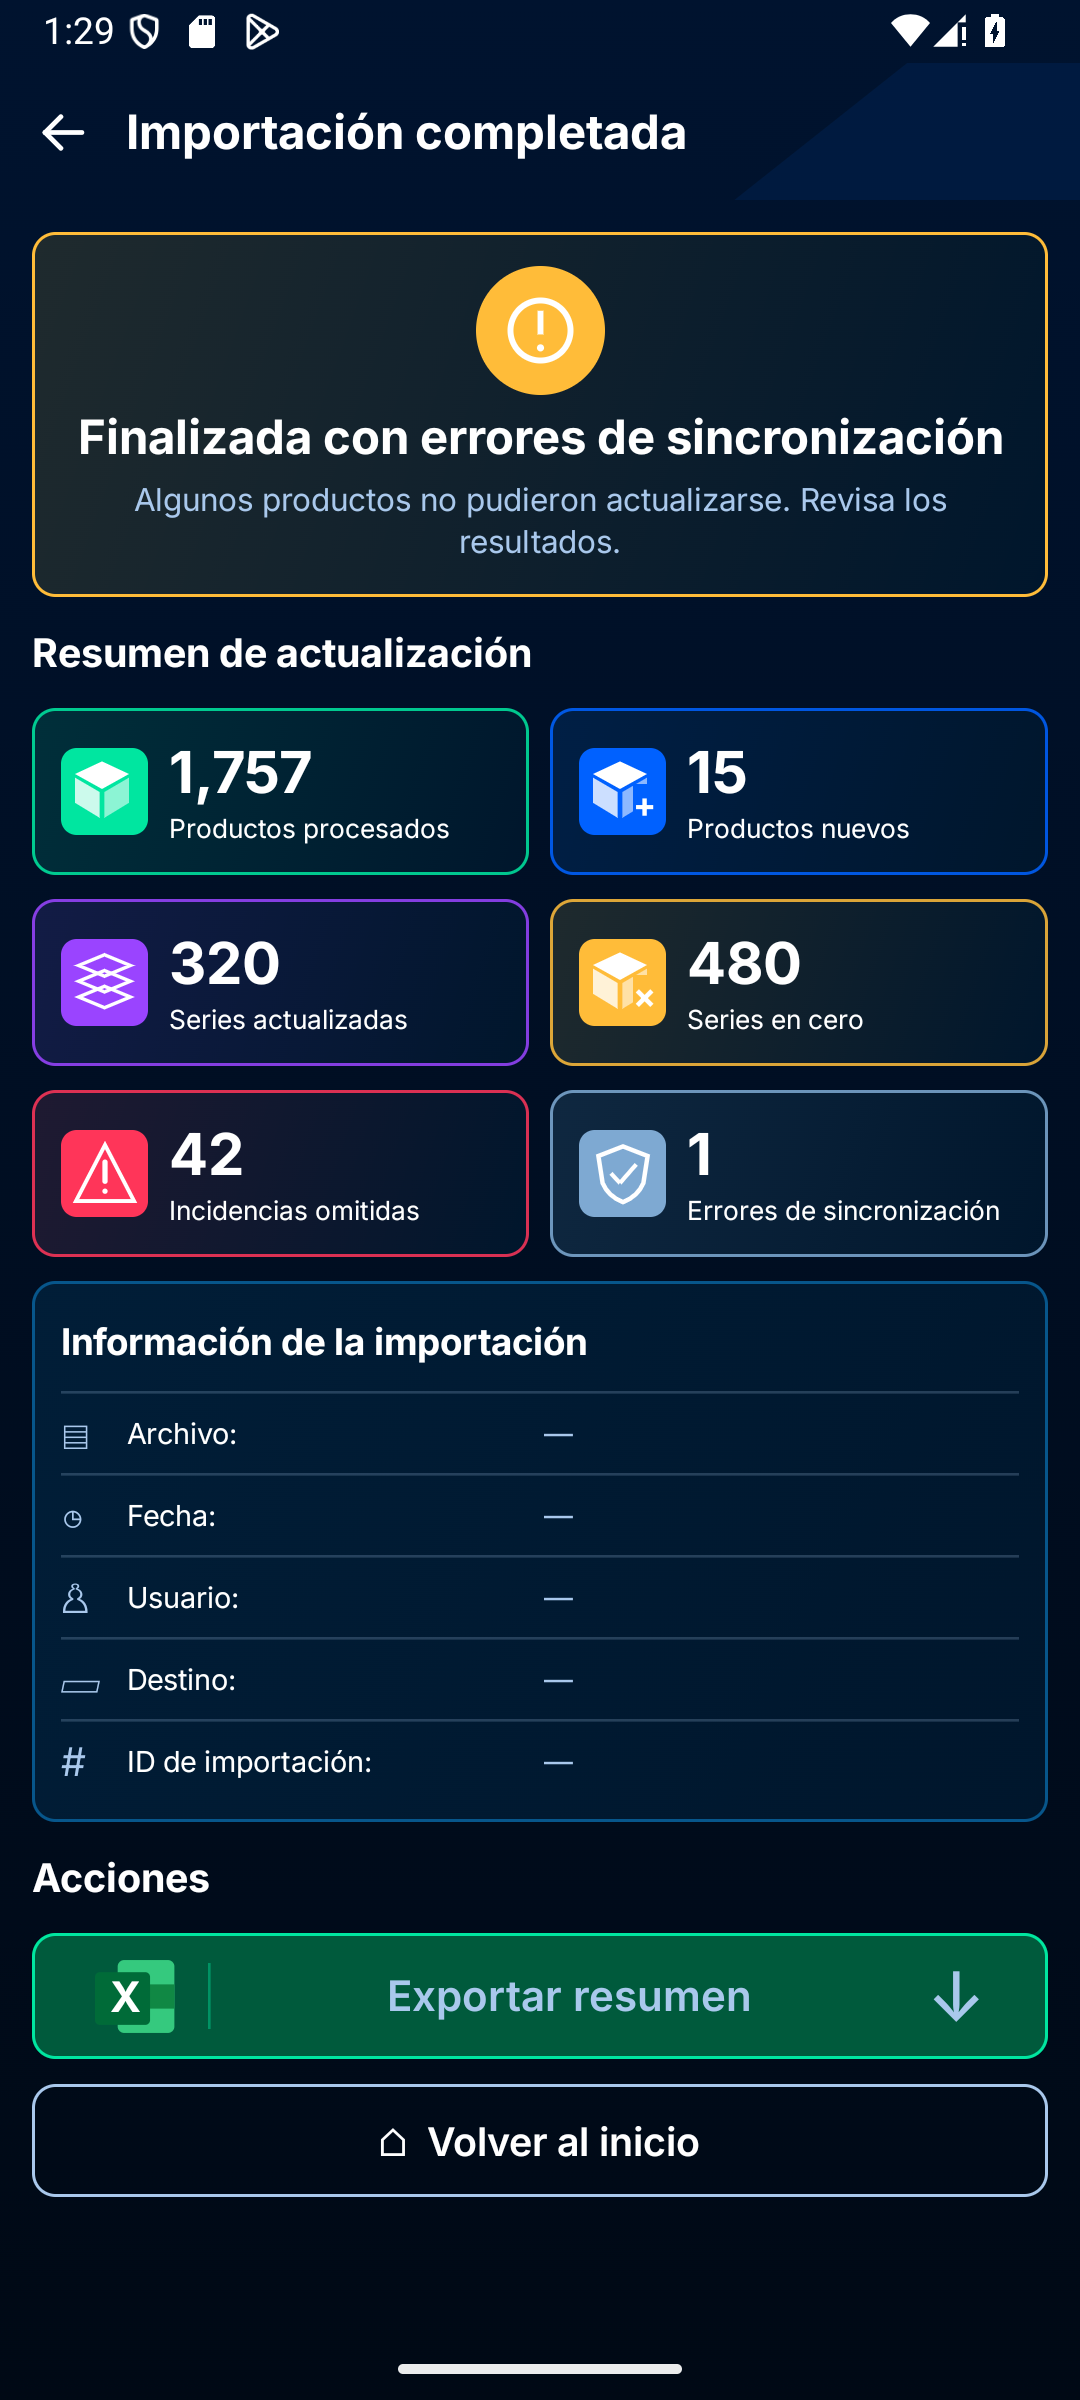 1:29
Importación completada
Finalizada con errores de sincronización
Algunos productos no pudieron actualizarse. Revisa los
resultados.
Resumen de actualización
1,757
Productos procesados
15
Productos nuevos
320
Series actualizadas
480
Series en cero
42
Incidencias omitidas
1
Errores de sincronización
Información de la importación
Archivo: —
Fecha: —
Usuario: —
Destino: —
# ID de importación: —
Acciones
X Exportar resumen
Volver al inicio